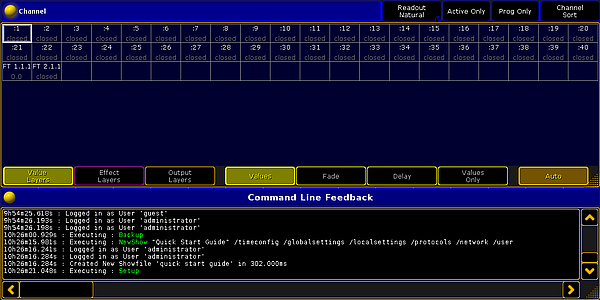 Channel
Readout
Natural
Active Only
Prog Only
Channel
Sort
:1 :2 :3 :4 :5 :6 :7 :8 :9 :10 :11 :12 :13 :14 :15 :16 :17 :18 :19 :20
closed closed closed closed closed closed closed closed closed closed closed closed closed closed closed closed closed closed closed closed
:21 :22 :23 :24 :25 :26 :27 :28 :29 :30 :31 :32 :33 :34 :35 :36 :37 :38 :39 :40
closed closed closed closed closed closed closed closed closed closed closed closed closed closed closed closed closed closed closed closed
FT 1.1.1 FT 2.1.1
0.0 closed
Value
Layers
Effect
Layers
Output
Layers
Values
Fade
Delay
Values
Only
Auto
Command Line Feedback
9h54m25.618s : Logged in as User 'guest'
9h54m26.193s : Logged in as User 'administrator'
9h54m26.198s : Logged in as User 'administrator'
10h26m00.929s : Executing : Backup
10h26m15.981s : Executing : NewShow "Quick Start Guide" /timeconfig /globalsettings /localsettings /protocols /network /user
10h26m16.241s : Logged in as User 'administrator'
10h26m16.284s : Logged in as User 'administrator'
10h26m16.284s : Created New Showfile 'quick start guide' in 302.000ms
10h26m21.048s : Executing : Setup